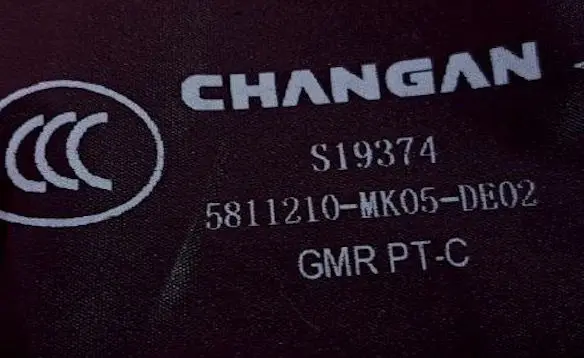 CCC
CHANGAN
S19374
5811210-MK05-DE02
GMR PT-C